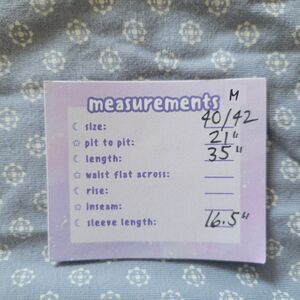 measurements M
size: 40/42
pit to pit: 21"
length: 35"
waist flat across:
rise:
inseam:
sleeve length: 16.5"